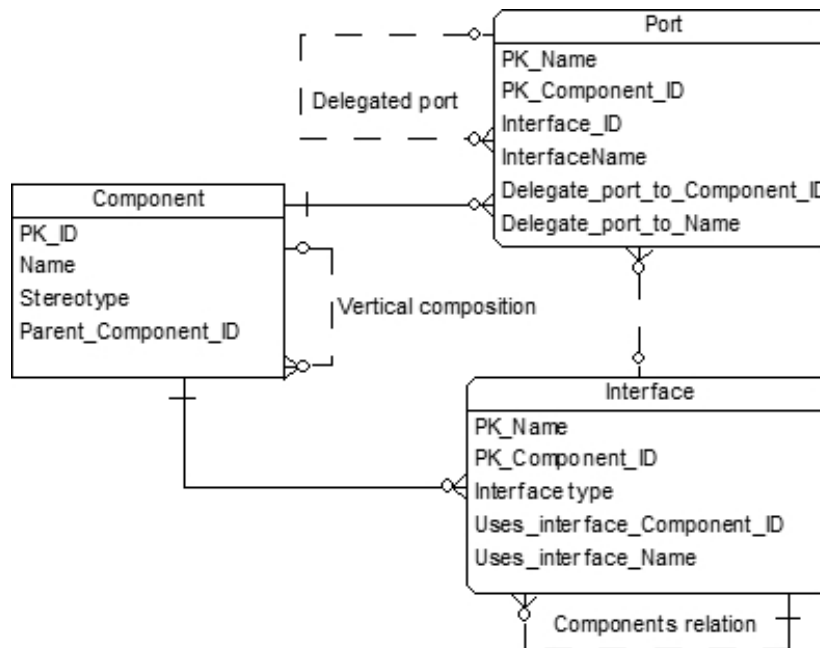 Port
PK_Name
PK_Component_ID
Interface_ID
InterfaceName
Delegate_port_to_Component_ID
Delegate_port_to_Name
Delegated port
Component
PK_ID
Name
Stereotype
Parent_Component_ID
Vertical composition
Interface
PK_Name
PK_Component_ID
Interface type
Uses_interface_Component_ID
Uses_interface_Name
Components relation